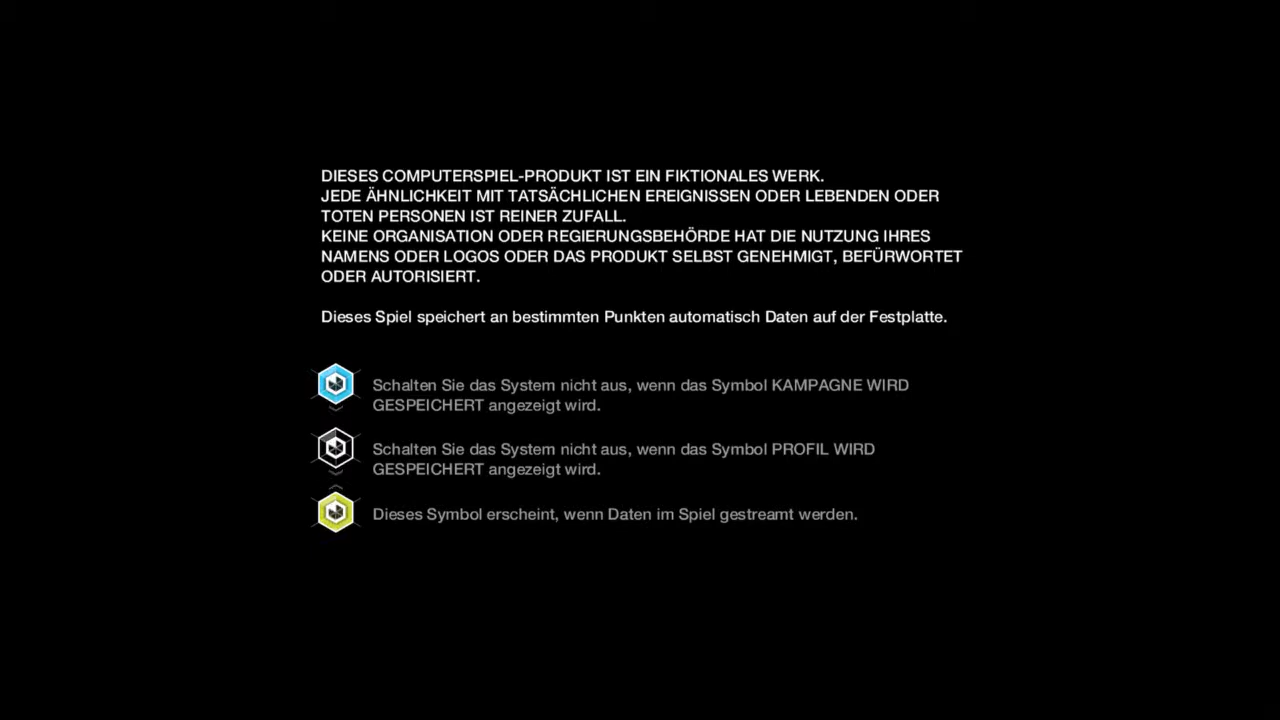 DIESES COMPUTERSPIEL-PRODUKT IST EIN FIKTIONALES WERK.
JEDE ÄHNLICHKEIT MIT TATSÄCHLICHEN EREIGNISSEN ODER LEBENDEN ODER
TOTEN PERSONEN IST REINER ZUFALL.
KEINE ORGANISATION ODER REGIERUNGSBEHÖRDE HAT DIE NUTZUNG IHRES
NAMENS ODER LOGOS ODER DAS PRODUKT SELBST GENEHMIGT, BEFÜRWORTET
ODER AUTORISIERT.
Dieses Spiel speichert an bestimmten Punkten automatisch Daten auf der Festplatte.
Schalten Sie das System nicht aus, wenn das Symbol KAMPAGNE WIRD
GESPEICHERT angezeigt wird.
Schalten Sie das System nicht aus, wenn das Symbol PROFIL WIRD
GESPEICHERT angezeigt wird.
Dieses Symbol erscheint, wenn Daten im Spiel gestreamt werden.